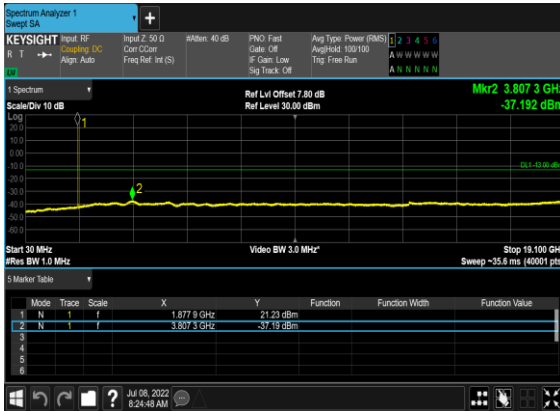 Spectrum Analyzer 1
Swept SA
+
KEYSIGHT Input: RF Input Z: 50 Ω #Atten: 40 dB PNO: Fast Avg Type: Power (RMS) 1 2 3 4 5 6
R T Coupling: DC Corr CCorr Gate: Off Avg|Hold: 100/100 A W W W W W
Align: Auto Freq Ref: Int (S) IF Gain: Low Trig: Free Run
Sig Track: Off A N N N N N
1 Spectrum
Scale/Div 10 dB
Ref Lvl Offset 7.80 dB
Ref Level 30.00 dBm
Mkr2 3.807 3 GHz
-37.192 dBm
Log
20.0
10.0
0.00
-10.0
-20.0
-30.0
-40.0
-50.0
-60.0
1
2
DL1 -13.00 dBm
Start 30 MHz Video BW 3.0 MHz* Stop 19.100 GHz
#Res BW 1.0 MHz Sweep ~35.6 ms (40001 pts)
5 Marker Table
Mode Trace Scale X Y Function Function Width Function Value
1 N 1 f 1.877 9 GHz 21.23 dBm
2 N 1 f 3.807 3 GHz -37.19 dBm
3
4
5
6
? Jul 08, 2022
8:24:48 AM